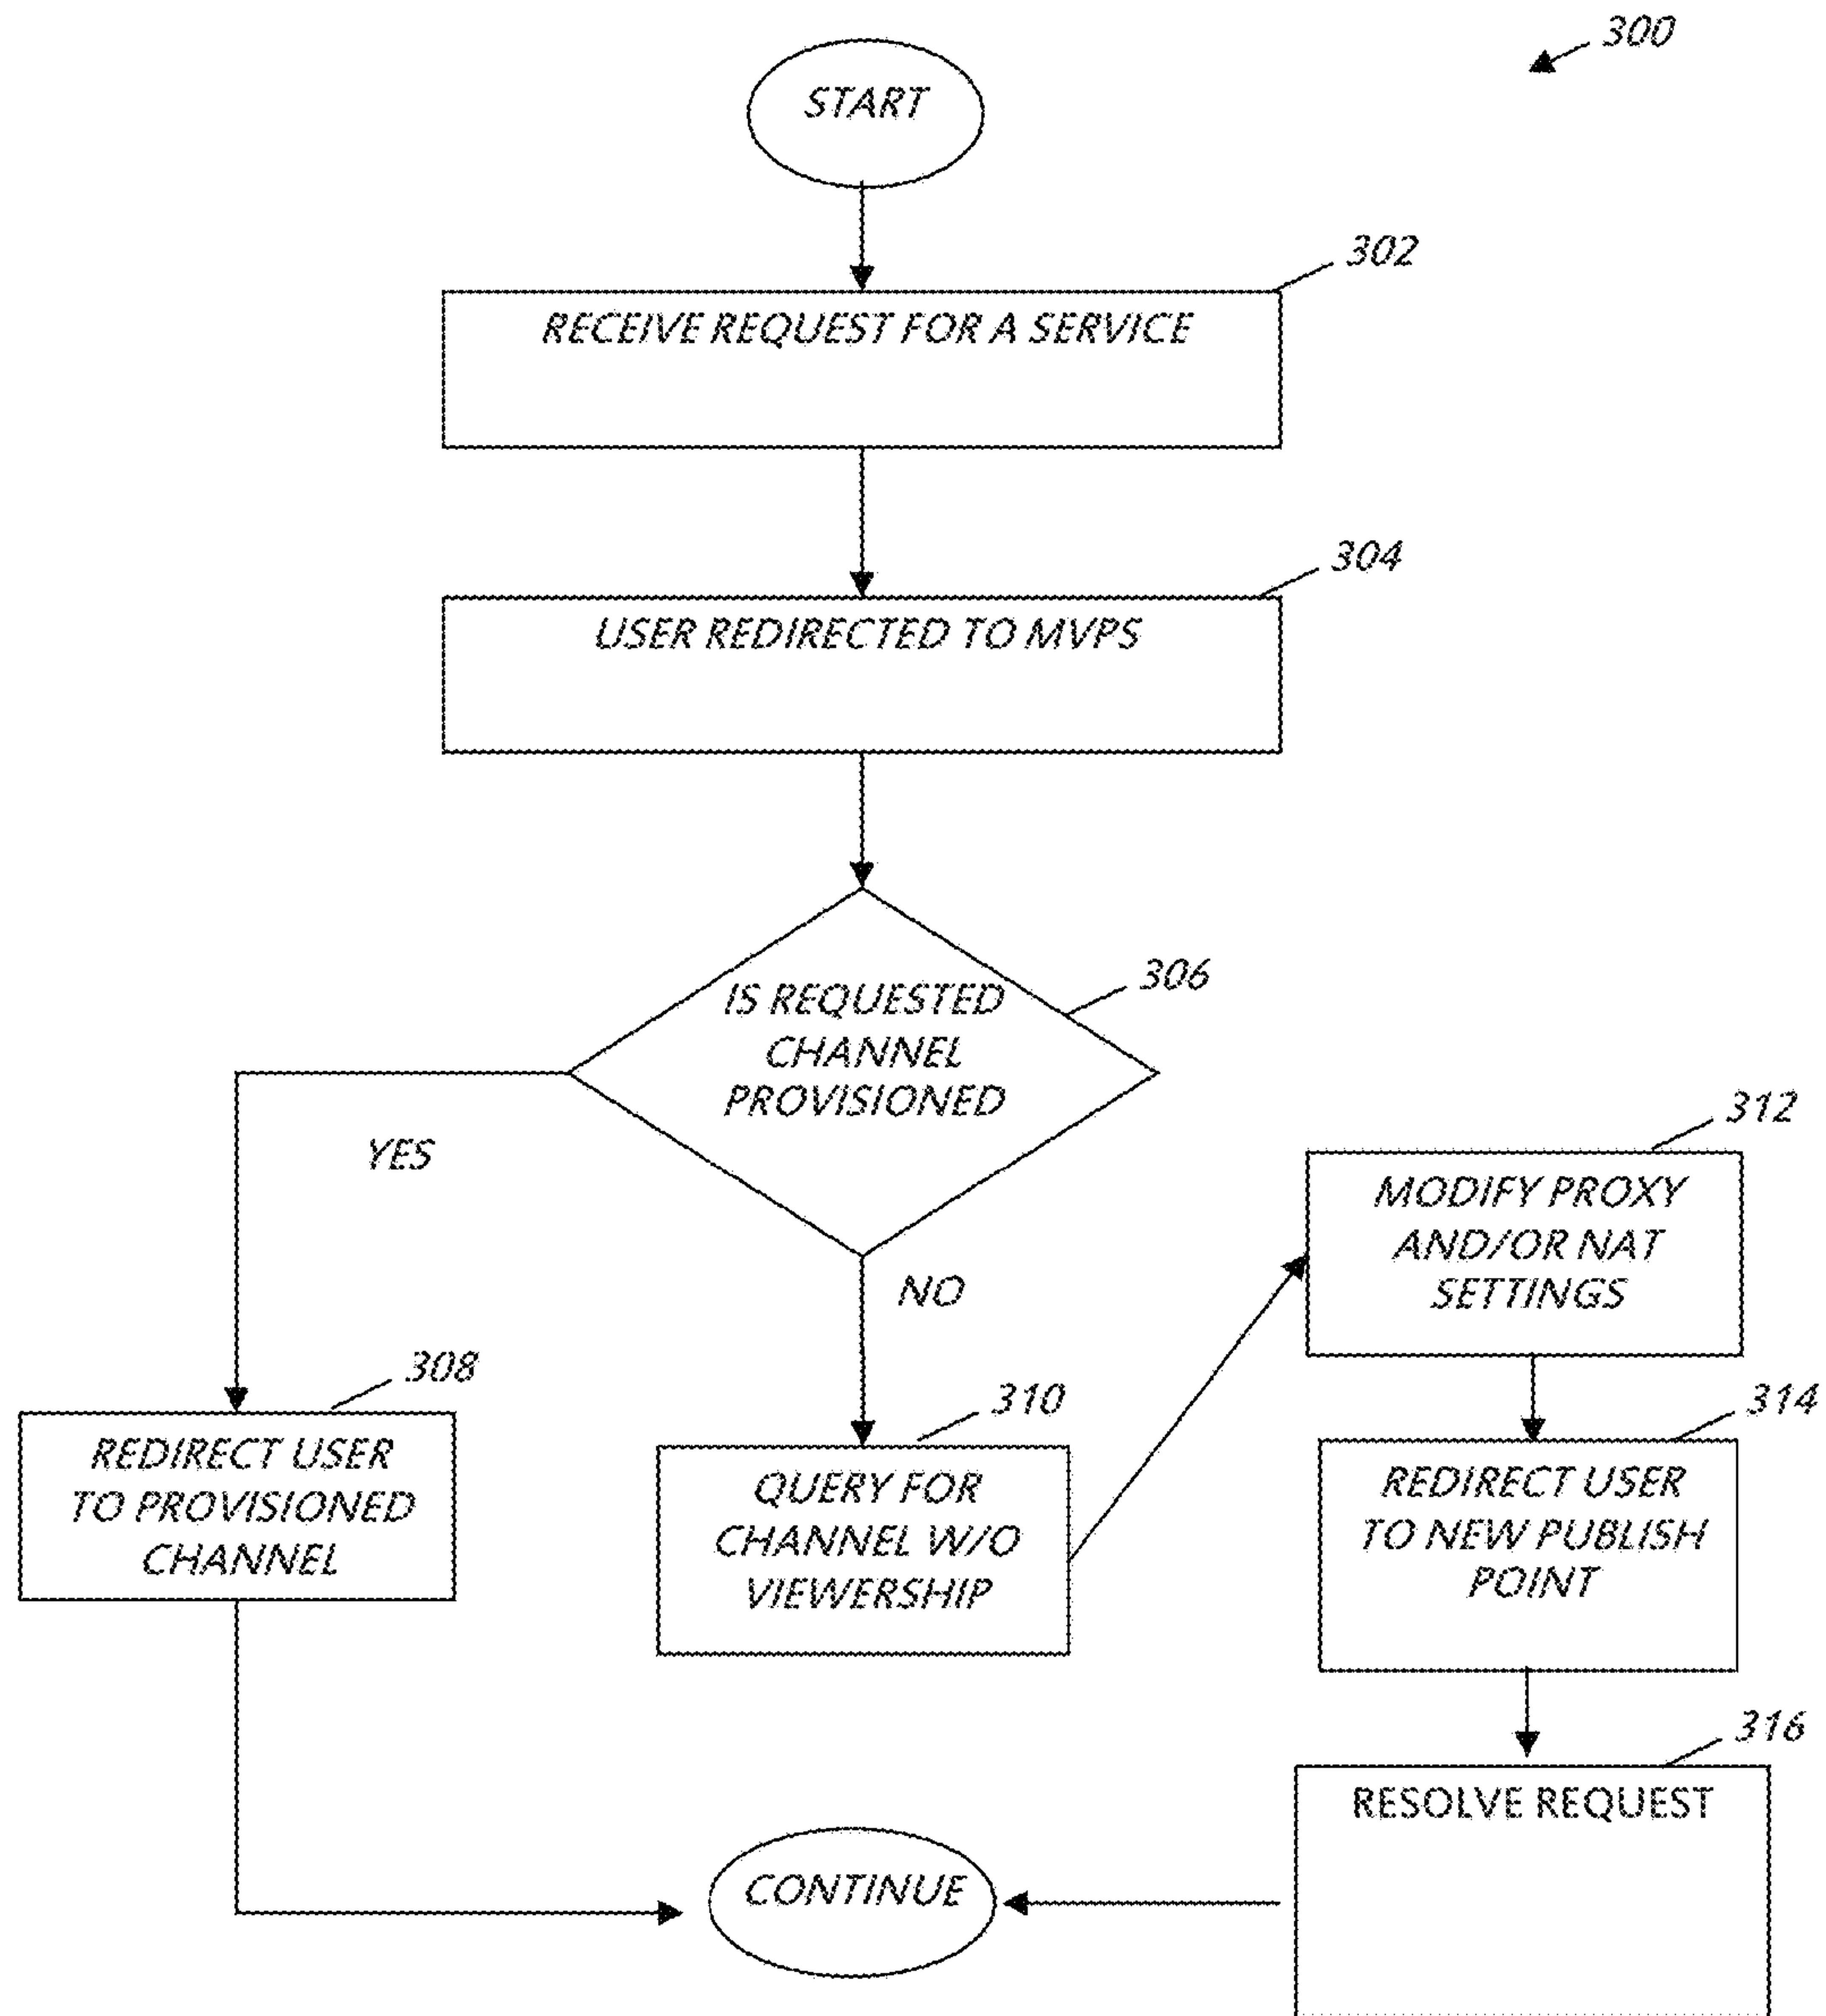 300
START
302
RECEIVE REQUEST FOR A SERVICE
304
USER REDIRECTED TO MVPS
306
IS REQUESTED
CHANNEL
PROVISIONED
YES
NO
308
REDIRECT USER
TO PROVISIONED
CHANNEL
310
QUERY FOR
CHANNEL W/O
VIEWERSHIP
312
MODIFY PROXY
AND/OR NAT
SETTINGS
314
REDIRECT USER
TO NEW PUBLISH
POINT
316
RESOLVE REQUEST
CONTINUE